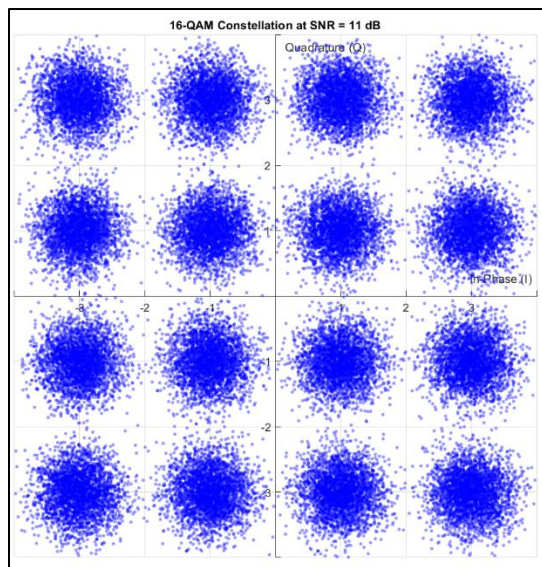 16-QAM Constellation at SNR = 11 dB
Quadrature (Q)
3
2
1
In-Phase (I)
-3 -2 -1 1 2 3
-1
-2
-3